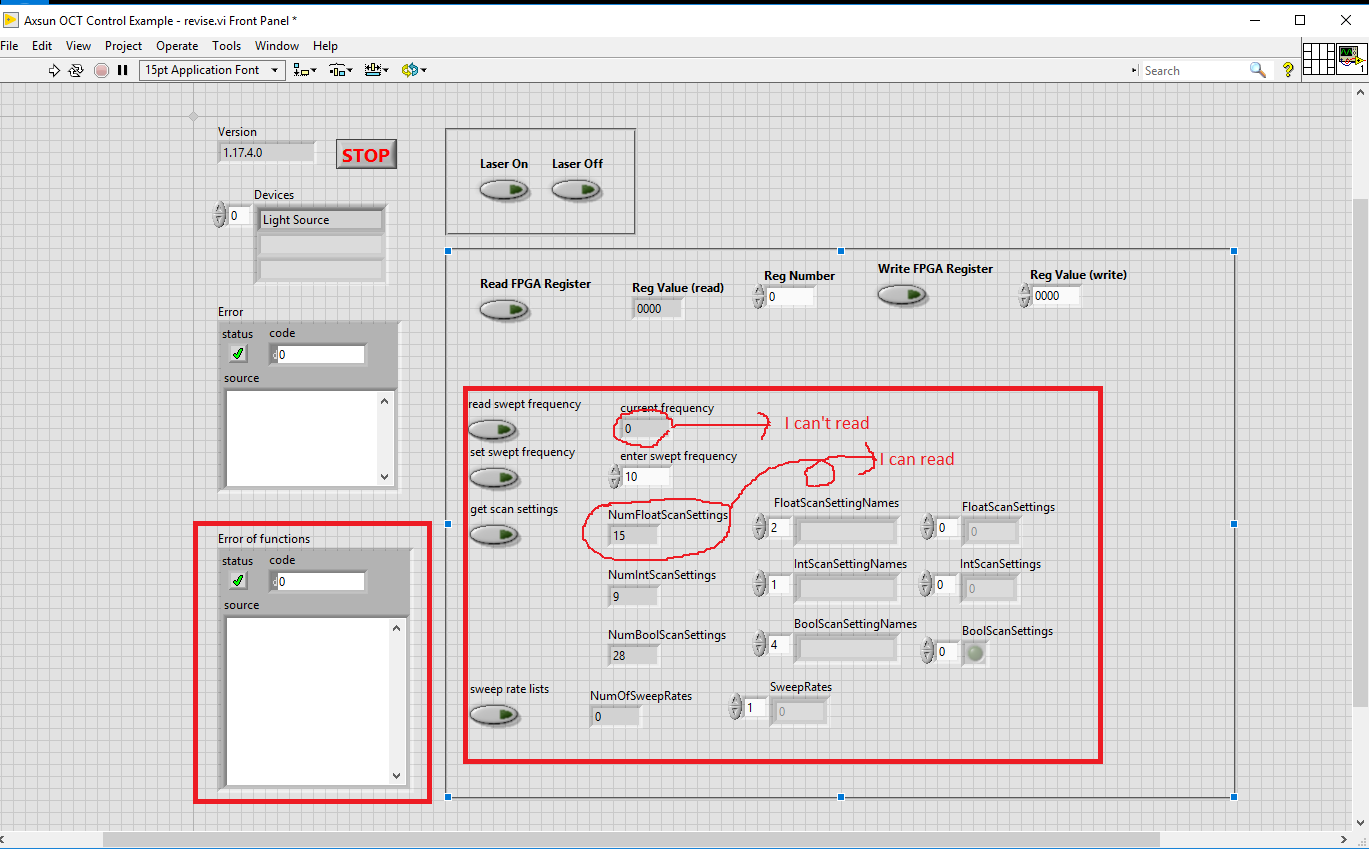 Axsun OCT Control Example - revise.vi Front Panel *
File Edit View Project Operate Tools Window Help
15pt Application Font
Search
1
Version
1.17.4.0
STOP
Devices
0
Light Source
Laser On Laser Off
Error
status code
d0
source
Read FPGA Register
Reg Value (read)
0000
Reg Number
0
Write FPGA Register
Reg Value (write)
0000
Error of functions
status code
d0
source
read swept frequency
current frequency
0
I can't read
set swept frequency
enter swept frequency
10
I can read
get scan settings
NumFloatScanSettings
15
FloatScanSettingNames
2
FloatScanSettings
0
0
NumIntScanSettings
9
IntScanSettingNames
1
IntScanSettings
0
0
NumBoolScanSettings
28
BoolScanSettingNames
4
BoolScanSettings
0
sweep rate lists
NumOfSweepRates
0
SweepRates
1
0